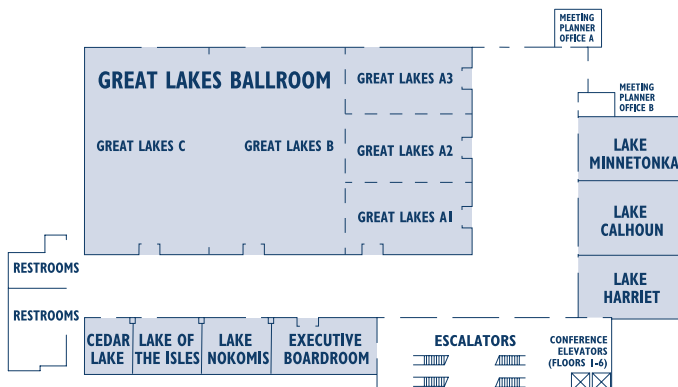 MEETING
PLANNER
OFFICE A
GREAT LAKES BALLROOM
GREAT LAKES A3
MEETING
PLANNER
OFFICE B
GREAT LAKES C
GREAT LAKES B
GREAT LAKES A2
LAKE
MINNETONKA
GREAT LAKES A1
LAKE
CALHOUN
RESTROOMS
LAKE
HARRIET
RESTROOMS
CEDAR
LAKE
LAKE OF
THE ISLES
LAKE
NOKOMIS
EXECUTIVE
BOARDROOM
ESCALATORS
CONFERENCE
ELEVATORS
(FLOORS 1-6)